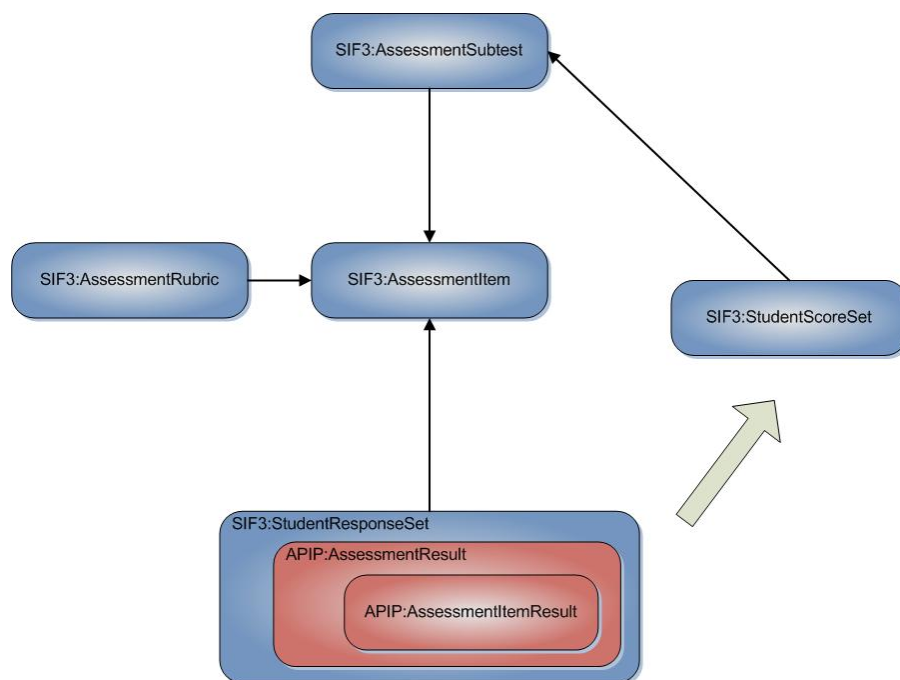 SIF3:AssessmentSubtest
SIF3:AssessmentRubric
SIF3:AssessmentItem
SIF3:StudentScoreSet
SIF3:StudentResponseSet
APIP:AssessmentResult
APIP:AssessmentItemResult